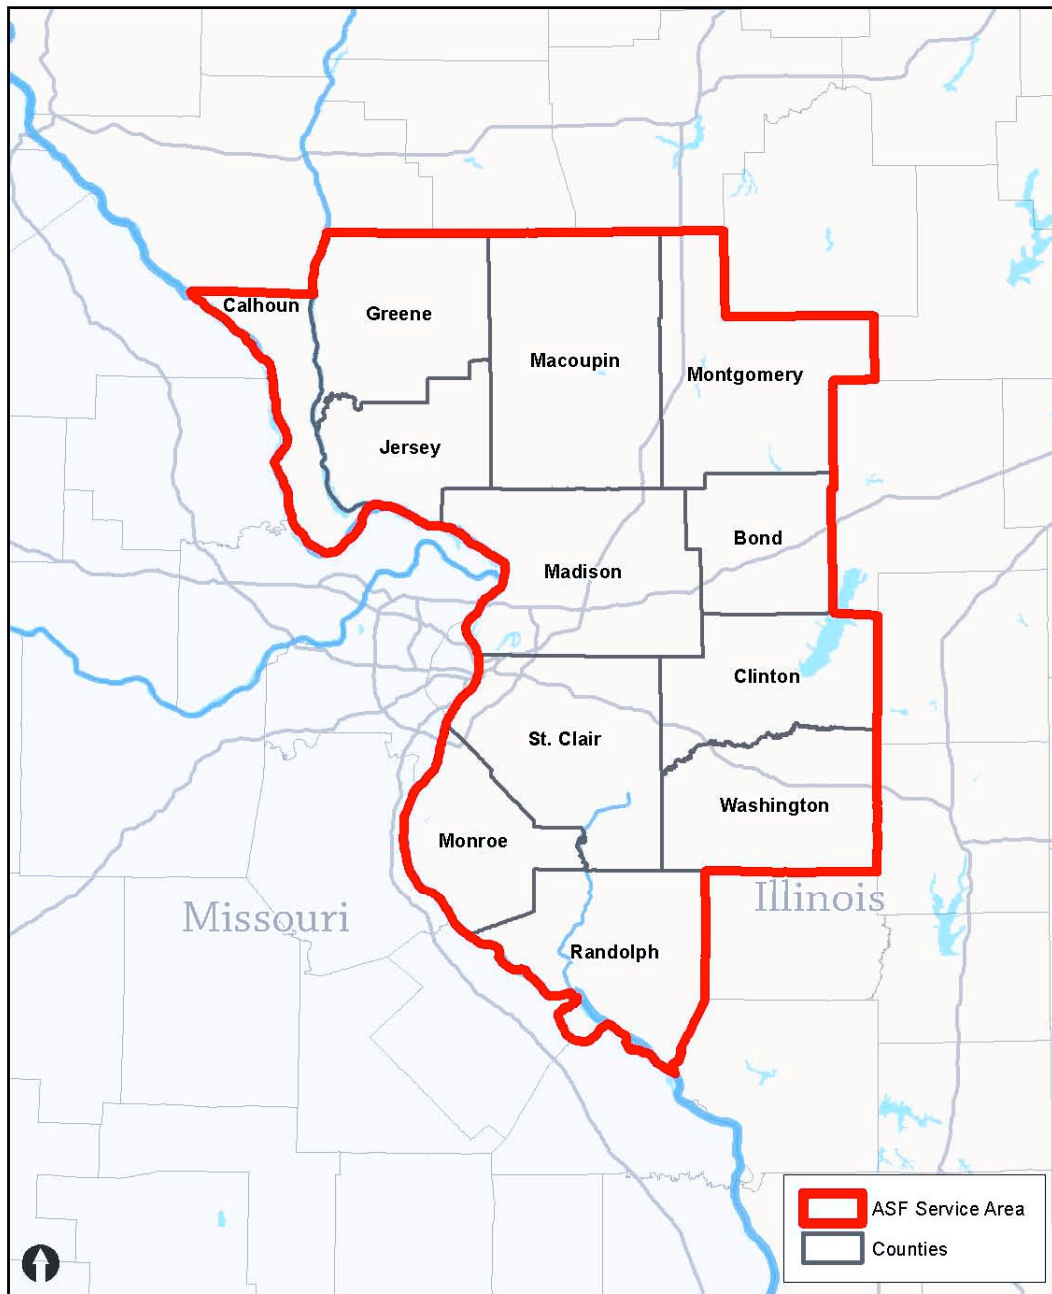 Calhoun
Greene
Macoupin
Montgomery
Jersey
Bond
Madison
Clinton
St. Clair
Washington
Monroe
Missouri
Illinois
Randolph
ASF Service Area
Counties